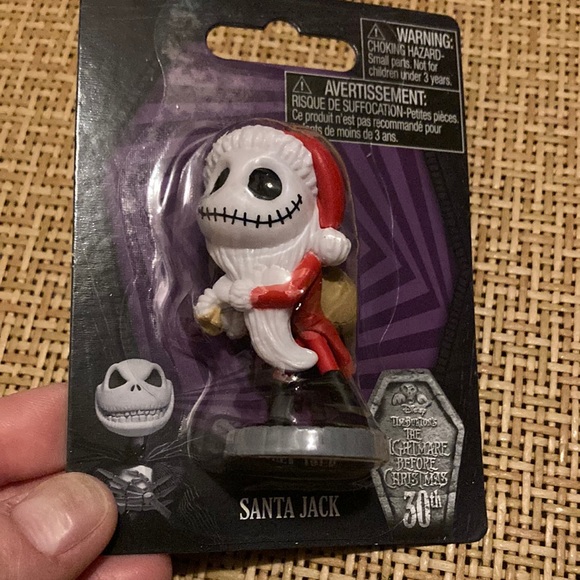 WARNING:
CHOKING HAZARD-
Small parts. Not for
children under 3 years.
AVERTISSEMENT:
RISQUE DE SUFFOCATION-Petites pièces.
Ce produit n'est pas recommandé pour
de moins de 3 ans.
Disney
TIM BURTON'S
THE
NIGHTMARE
BEFORE
CHRISTMAS
30th
SANTA JACK